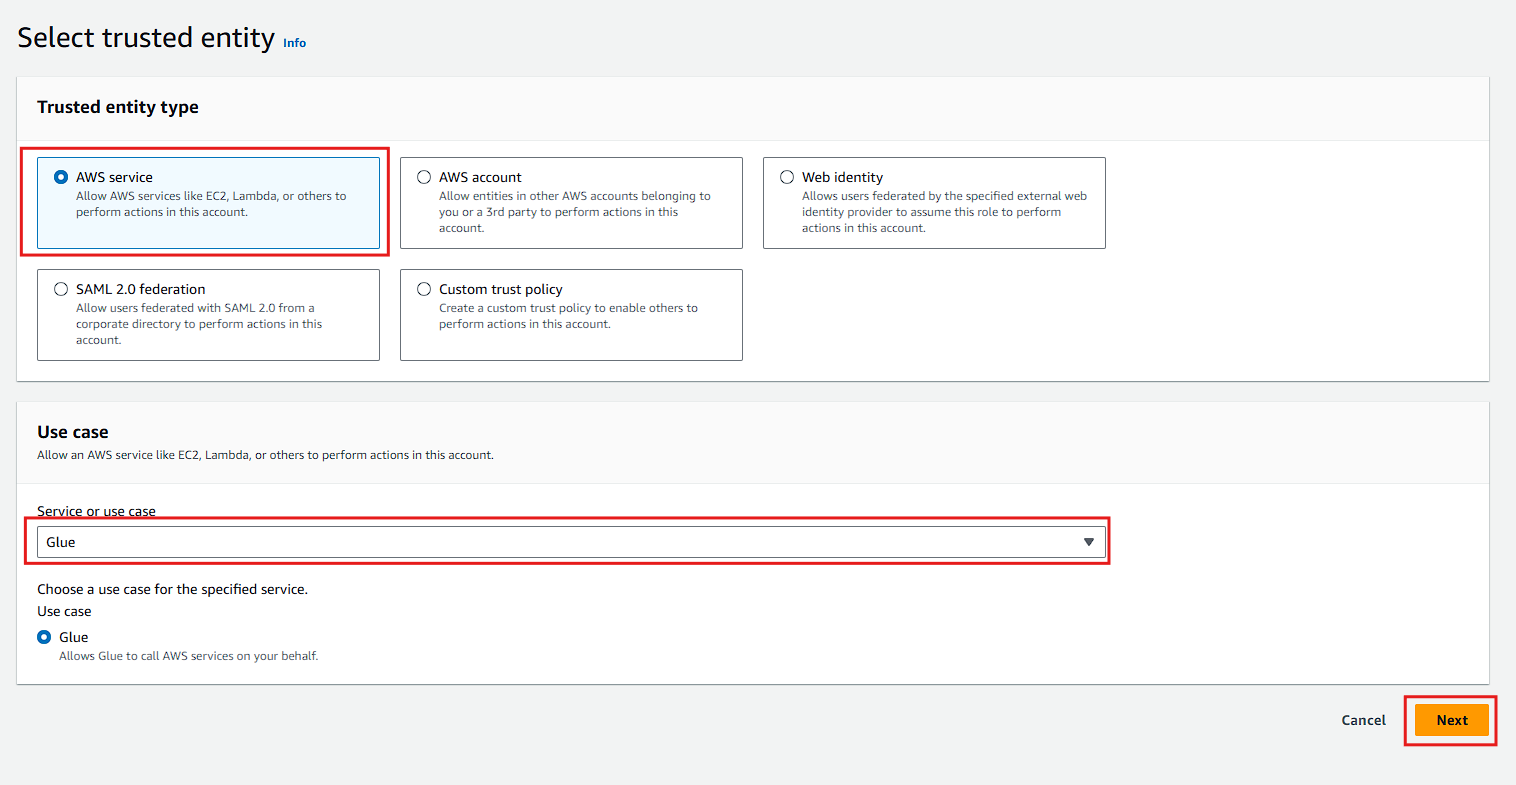 Select trusted entity Info
Trusted entity type
AWS service
Allow AWS services like EC2, Lambda, or others to
perform actions in this account.
AWS account
Allow entities in other AWS accounts belonging to
you or a 3rd party to perform actions in this
account.
Web identity
Allows users federated by the specified external web
identity provider to assume this role to perform
actions in this account.
SAML 2.0 federation
Allow users federated with SAML 2.0 from a
corporate directory to perform actions in this
account.
Custom trust policy
Create a custom trust policy to enable others to
perform actions in this account.
Use case
Allow an AWS service like EC2, Lambda, or others to perform actions in this account.
Service or use case
Glue
Choose a use case for the specified service.
Use case
Glue
Allows Glue to call AWS services on your behalf.
Cancel
Next